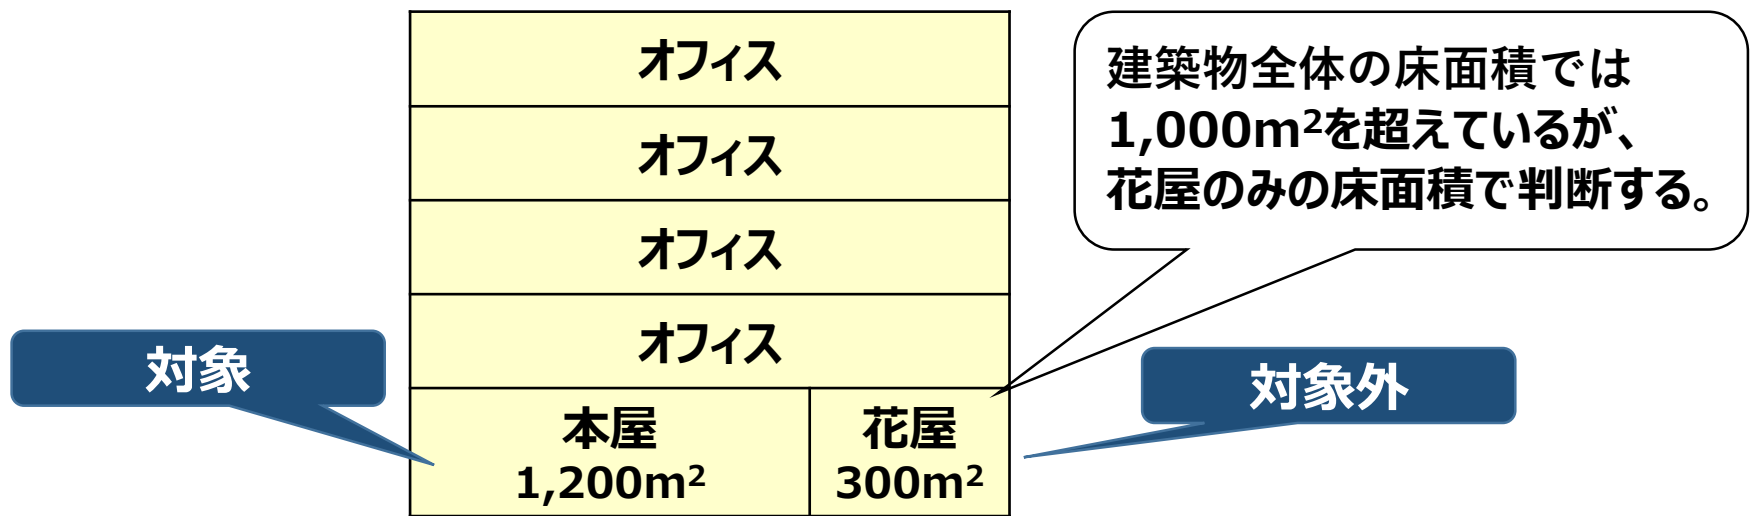 オフィス
オフィス
オフィス
オフィス
本屋
1,200m²
花屋
300m²
対象
対象外
建築物全体の床面積では
1,000m²を超えているが、
花屋のみの床面積で判断する。